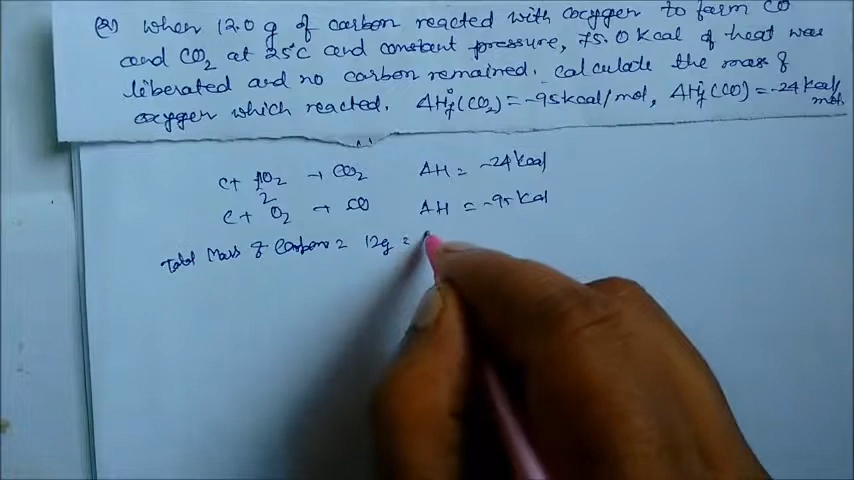 (Q) when 12.0 g of carbon reacted with oxygen to form CO
and CO2 at 25°C and constant pressure, 75.0 kcal of heat was
liberated and no carbon remained. calculate the mass of
oxygen which reacted. ΔH°f(CO2) = -95kcal/mol, ΔH°f(CO) = -24 kcal/mol
C + 1/2 O2 → CO2 ΔH = -24 kcal
C + O2 → CO ΔH = -95 kcal
Total Mass of Carbon = 12g =